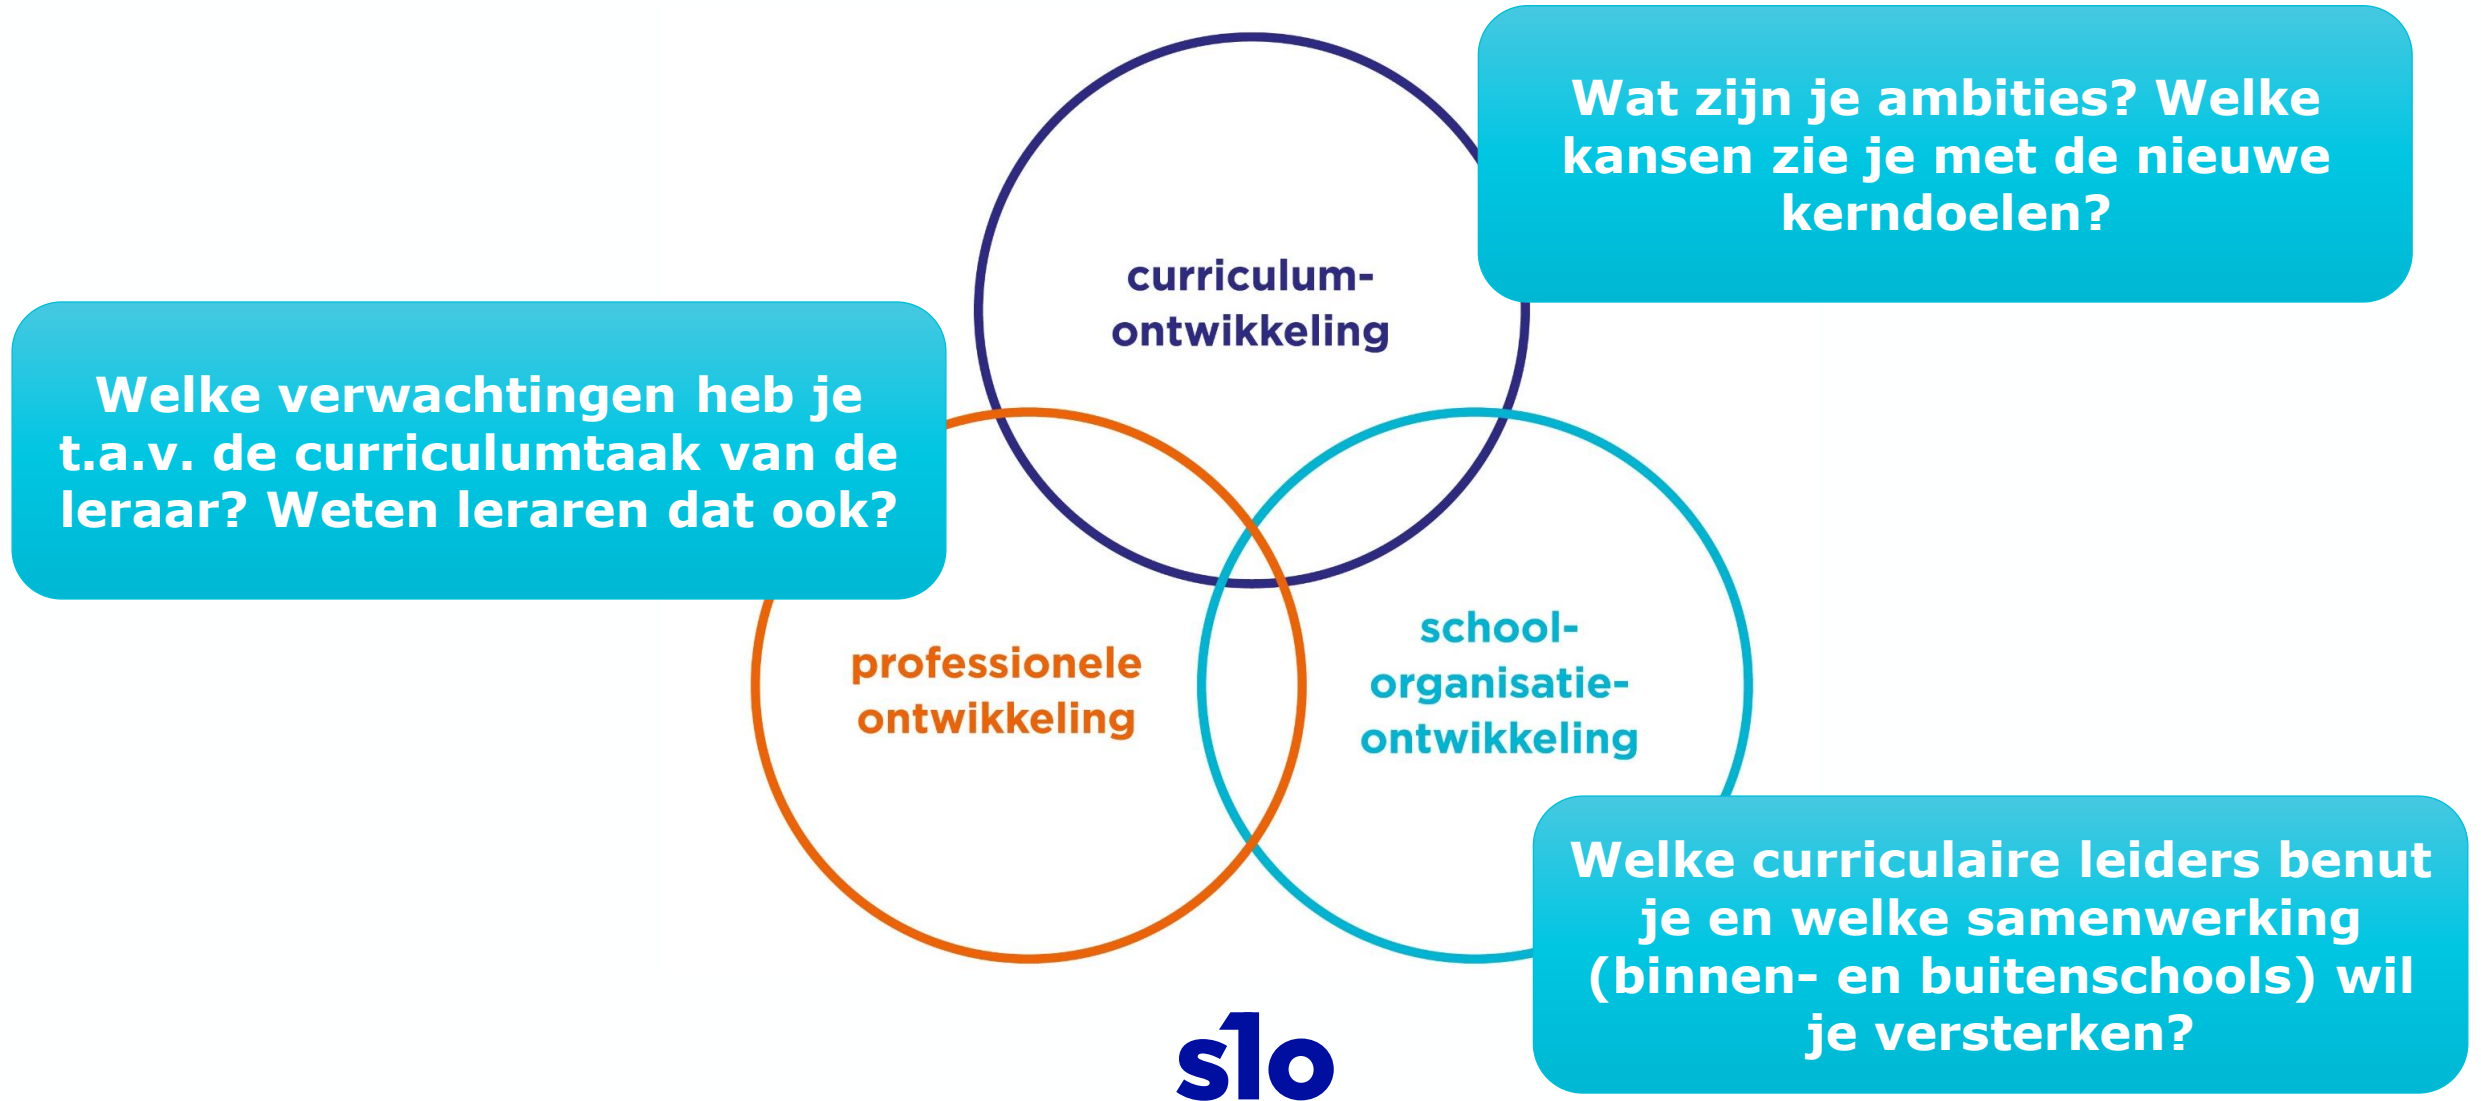 Wat zijn je ambities? Welke
kansen zie je met de nieuwe
kerndoelen?
curriculum-
ontwikkeling
Welke verwachtingen heb je
t.a.v. de curriculumtaak van de
leraar? Weten leraren dat ook?
professionele
ontwikkeling
school-
organisatie-
ontwikkeling
Welke curriculaire leiders benut
je en welke samenwerking
(binnen- en buitenschools) wil
je versterken?
slo